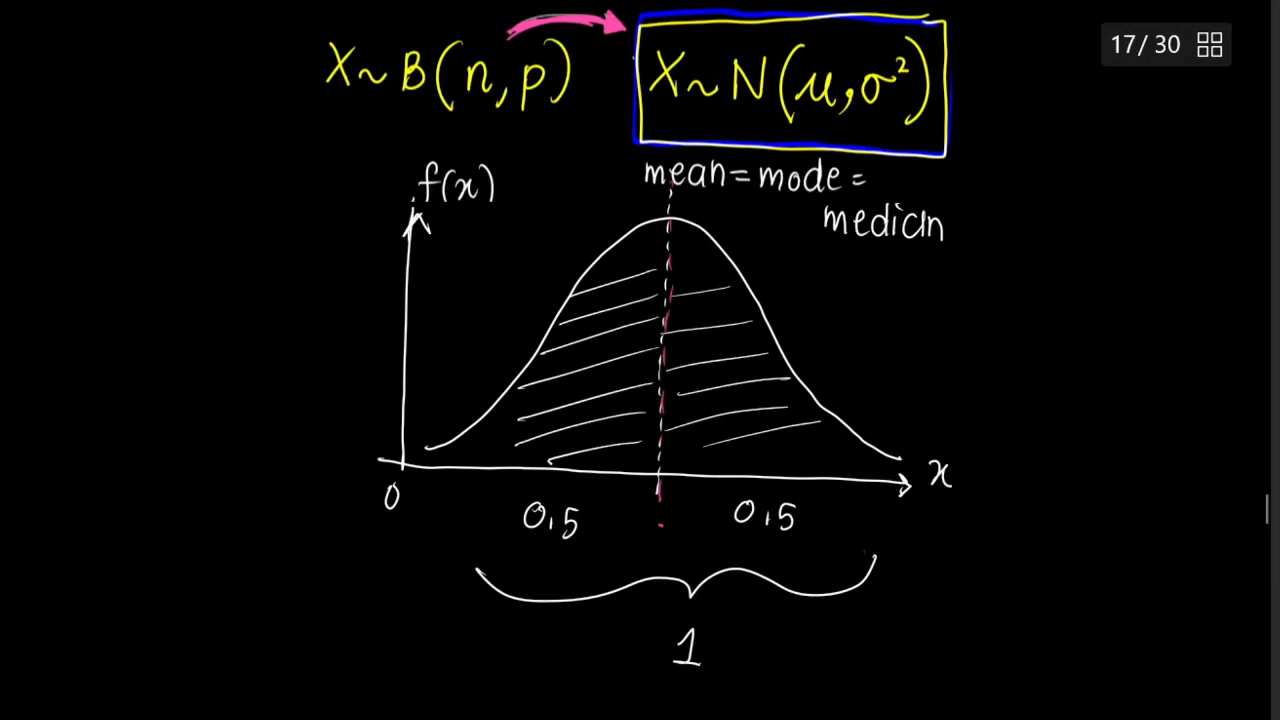 X~B(n,p) X~N(μ,σ²)
17/ 30
f(x)
mean = mode =
median
x
0
0.5 0.5
1